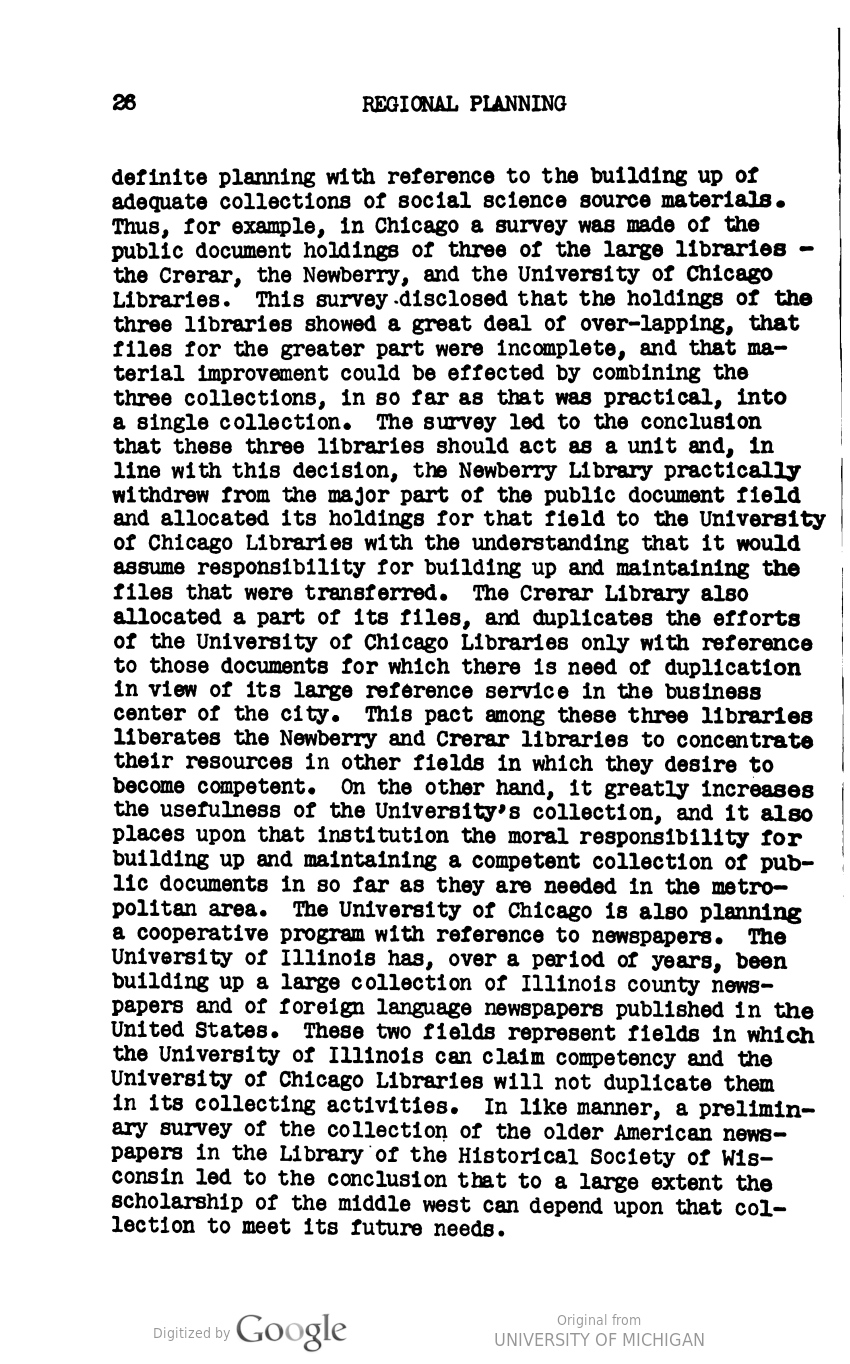 26 REGIONAL PLANNING
definite planning with reference to the building up of
adequate collections of social science source materials.
Thus, for example, in Chicago a survey was made of the
public document holdings of three of the large libraries -
the Crerar, the Newberry, and the University of Chicago
Libraries. This survey disclosed that the holdings of the
three libraries showed a great deal of over-lapping, that
files for the greater part were incomplete, and that ma-
terial improvement could be effected by combining the
three collections, in so far as that was practical, into
a single collection. The survey led to the conclusion
that these three libraries should act as a unit and, in
line with this decision, the Newberry Library practically
withdrew from the major part of the public document field
and allocated its holdings for that field to the University
of Chicago Libraries with the understanding that it would
assume responsibility for building up and maintaining the
files that were transferred. The Crerar Library also
allocated a part of its files, and duplicates the efforts
of the University of Chicago Libraries only with reference
to those documents for which there is need of duplication
in view of its large reference service in the business
center of the city. This pact among these three libraries
liberates the Newberry and Crerar libraries to concentrate
their resources in other fields in which they desire to
become competent. On the other hand, it greatly increases
the usefulness of the University's collection, and it also
places upon that institution the moral responsibility for
building up and maintaining a competent collection of pub-
lic documents in so far as they are needed in the metro-
politan area. The University of Chicago is also planning
a cooperative program with reference to newspapers. The
University of Illinois has, over a period of years, been
building up a large collection of Illinois county news-
papers and of foreign language newspapers published in the
United States. These two fields represent fields in which
the University of Illinois can claim competency and the
University of Chicago Libraries will not duplicate them
in its collecting activities. In like manner, a prelimin-
ary survey of the collection of the older American news-
papers in the Library of the Historical Society of Wis-
consin led to the conclusion that to a large extent the
scholarship of the middle west can depend upon that col-
lection to meet its future needs.
Digitized by Google
Original from
UNIVERSITY OF MICHIGAN